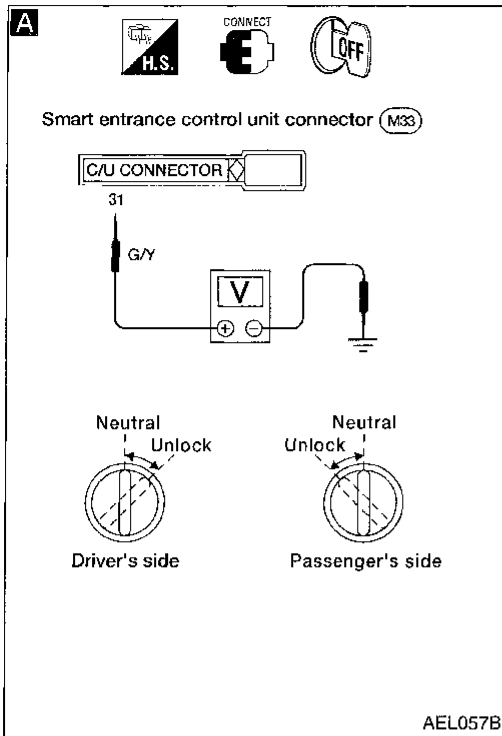 A
H.S.
CONNECT
OFF
Smart entrance control unit connector (M33)
C/U CONNECTOR
31
G/Y
V
+ −
Neutral
Unlock
Driver's side
Neutral
Unlock
Passenger's side
AEL057B